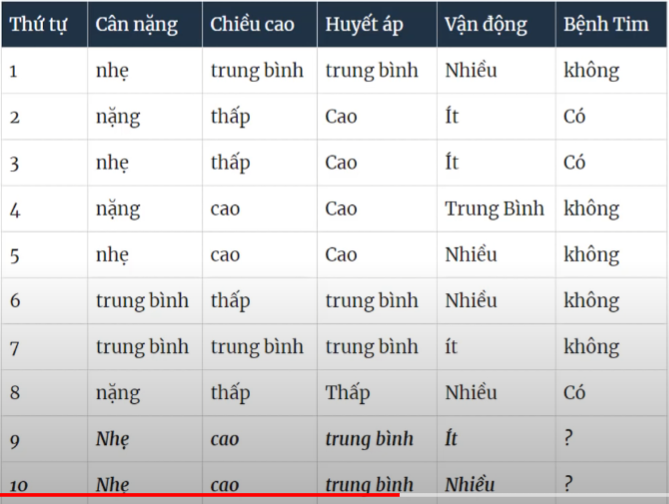 Thứ tự Cân nặng Chiều cao Huyết áp Vận động Bệnh Tim
1 nhẹ trung bình trung bình Nhiều không
2 nặng thấp Cao Ít Có
3 nhẹ thấp Cao Ít Có
4 nặng cao Cao Trung Bình không
5 nhẹ cao Cao Nhiều không
6 trung bình thấp trung bình Nhiều không
7 trung bình trung bình trung bình ít không
8 nặng thấp Thấp Nhiều Có
9 Nhẹ cao trung bình Ít ?
10 Nhẹ cao trung bình Nhiều ?